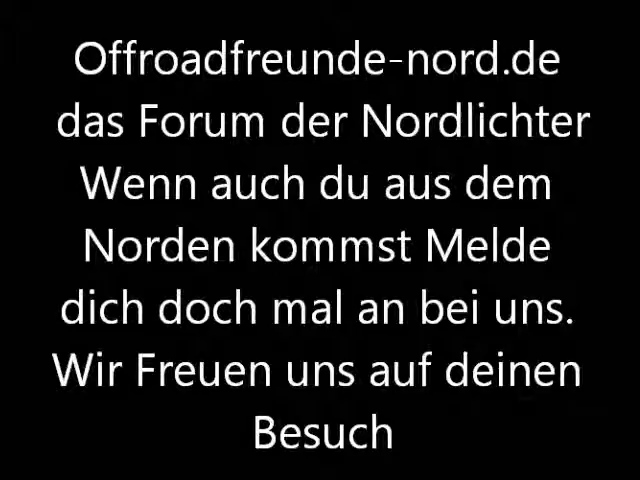 Offroadfreunde-nord.de
das Forum der Nordlichter
Wenn auch du aus dem
Norden kommst Melde
dich doch mal an bei uns.
Wir Freuen uns auf deinen
Besuch